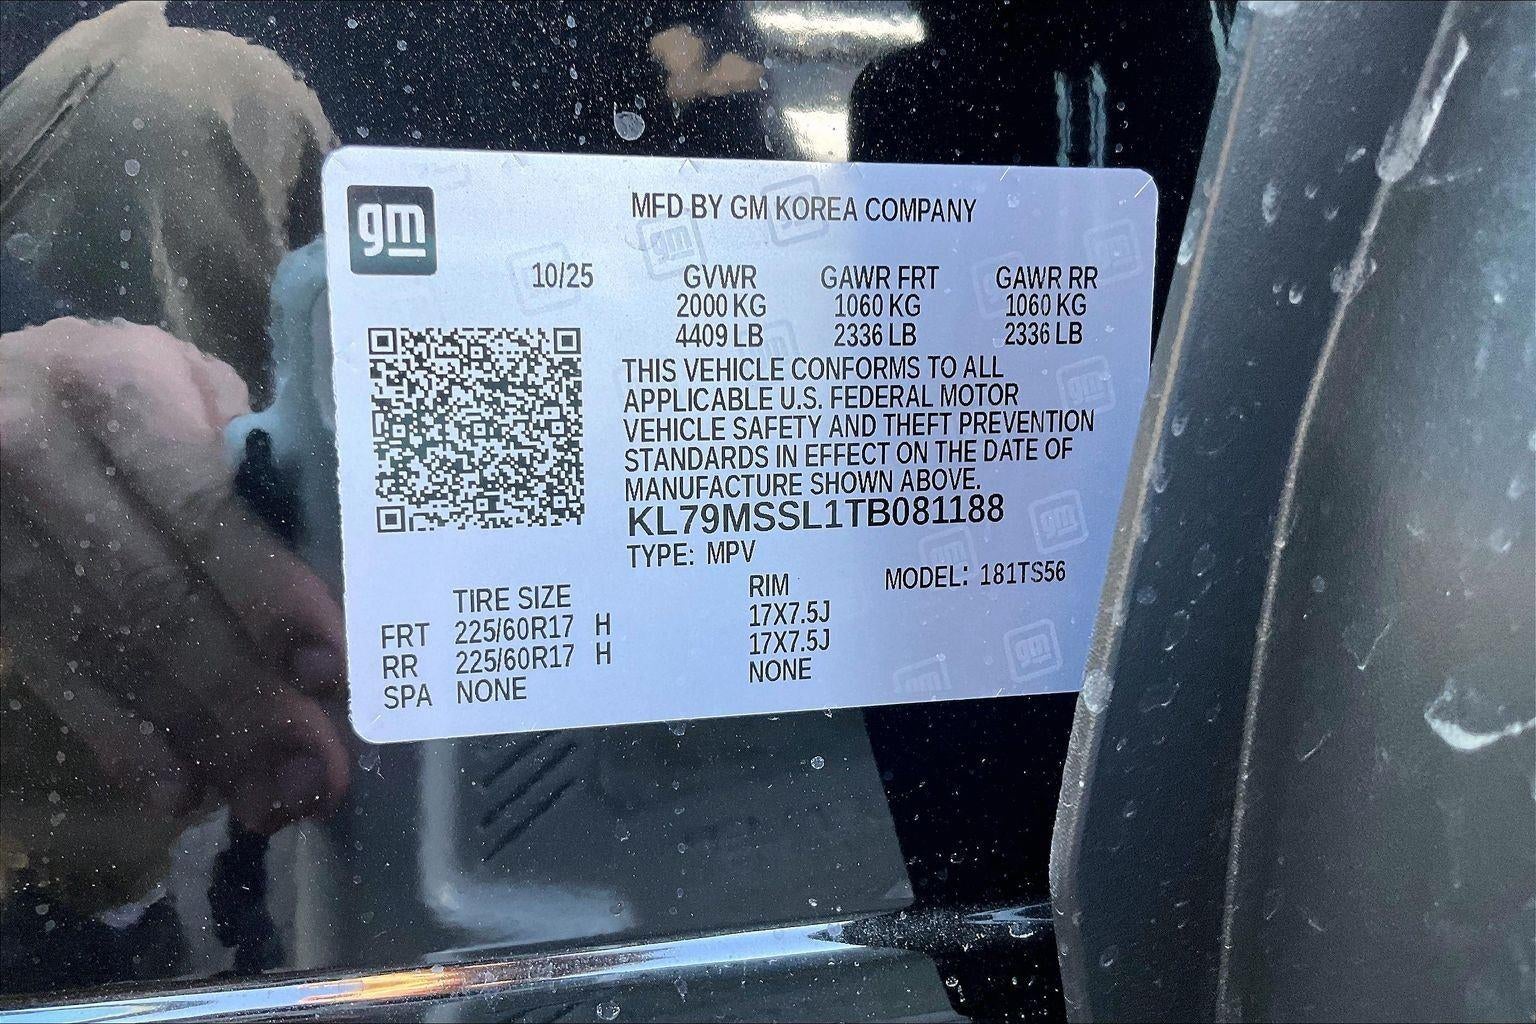 gm
MFD BY GM KOREA COMPANY
10/25 GVWR GAWR FRT GAWR RR
2000 KG 1060 KG 1060 KG
4409 LB 2336 LB 2336 LB
THIS VEHICLE CONFORMS TO ALL
APPLICABLE U.S. FEDERAL MOTOR
VEHICLE SAFETY AND THEFT PREVENTION
STANDARDS IN EFFECT ON THE DATE OF
MANUFACTURE SHOWN ABOVE.
KL79MSSL1TB081188
TYPE: MPV
MODEL: 181TS56
TIRE SIZE RIM
FRT 225/60R17 H 17X7.5J
RR 225/60R17 H 17X7.5J
SPA NONE NONE